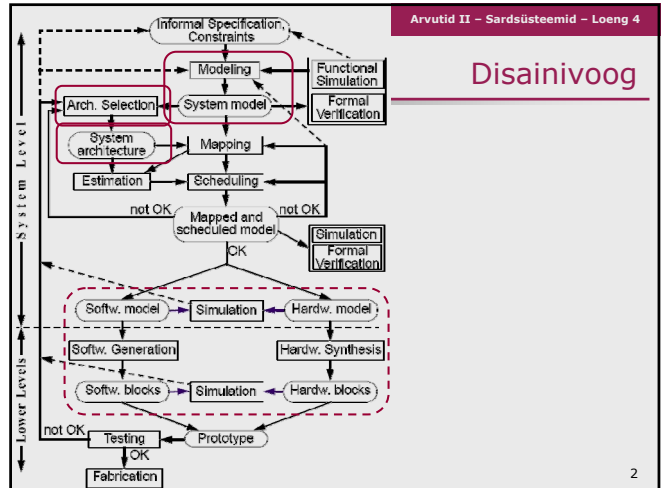 Arvutid II – Sardsüsteemid – Loeng 4
Disainivoog
Informal Specification,
Constraints
Modeling
Functional
Simulation
Formal
Verification
Arch. Selection
System model
System
architecture
Mapping
Estimation
Scheduling
not OK
not OK
Mapped and
scheduled model
Simulation
Formal
Verification
OK
System Level
Softw. model
Simulation
Hardw. model
Softw. Generation
Hardw. Synthesis
Softw. blocks
Simulation
Hardw. blocks
Lower Levels
not OK
Testing
Prototype
OK
Fabrication
2